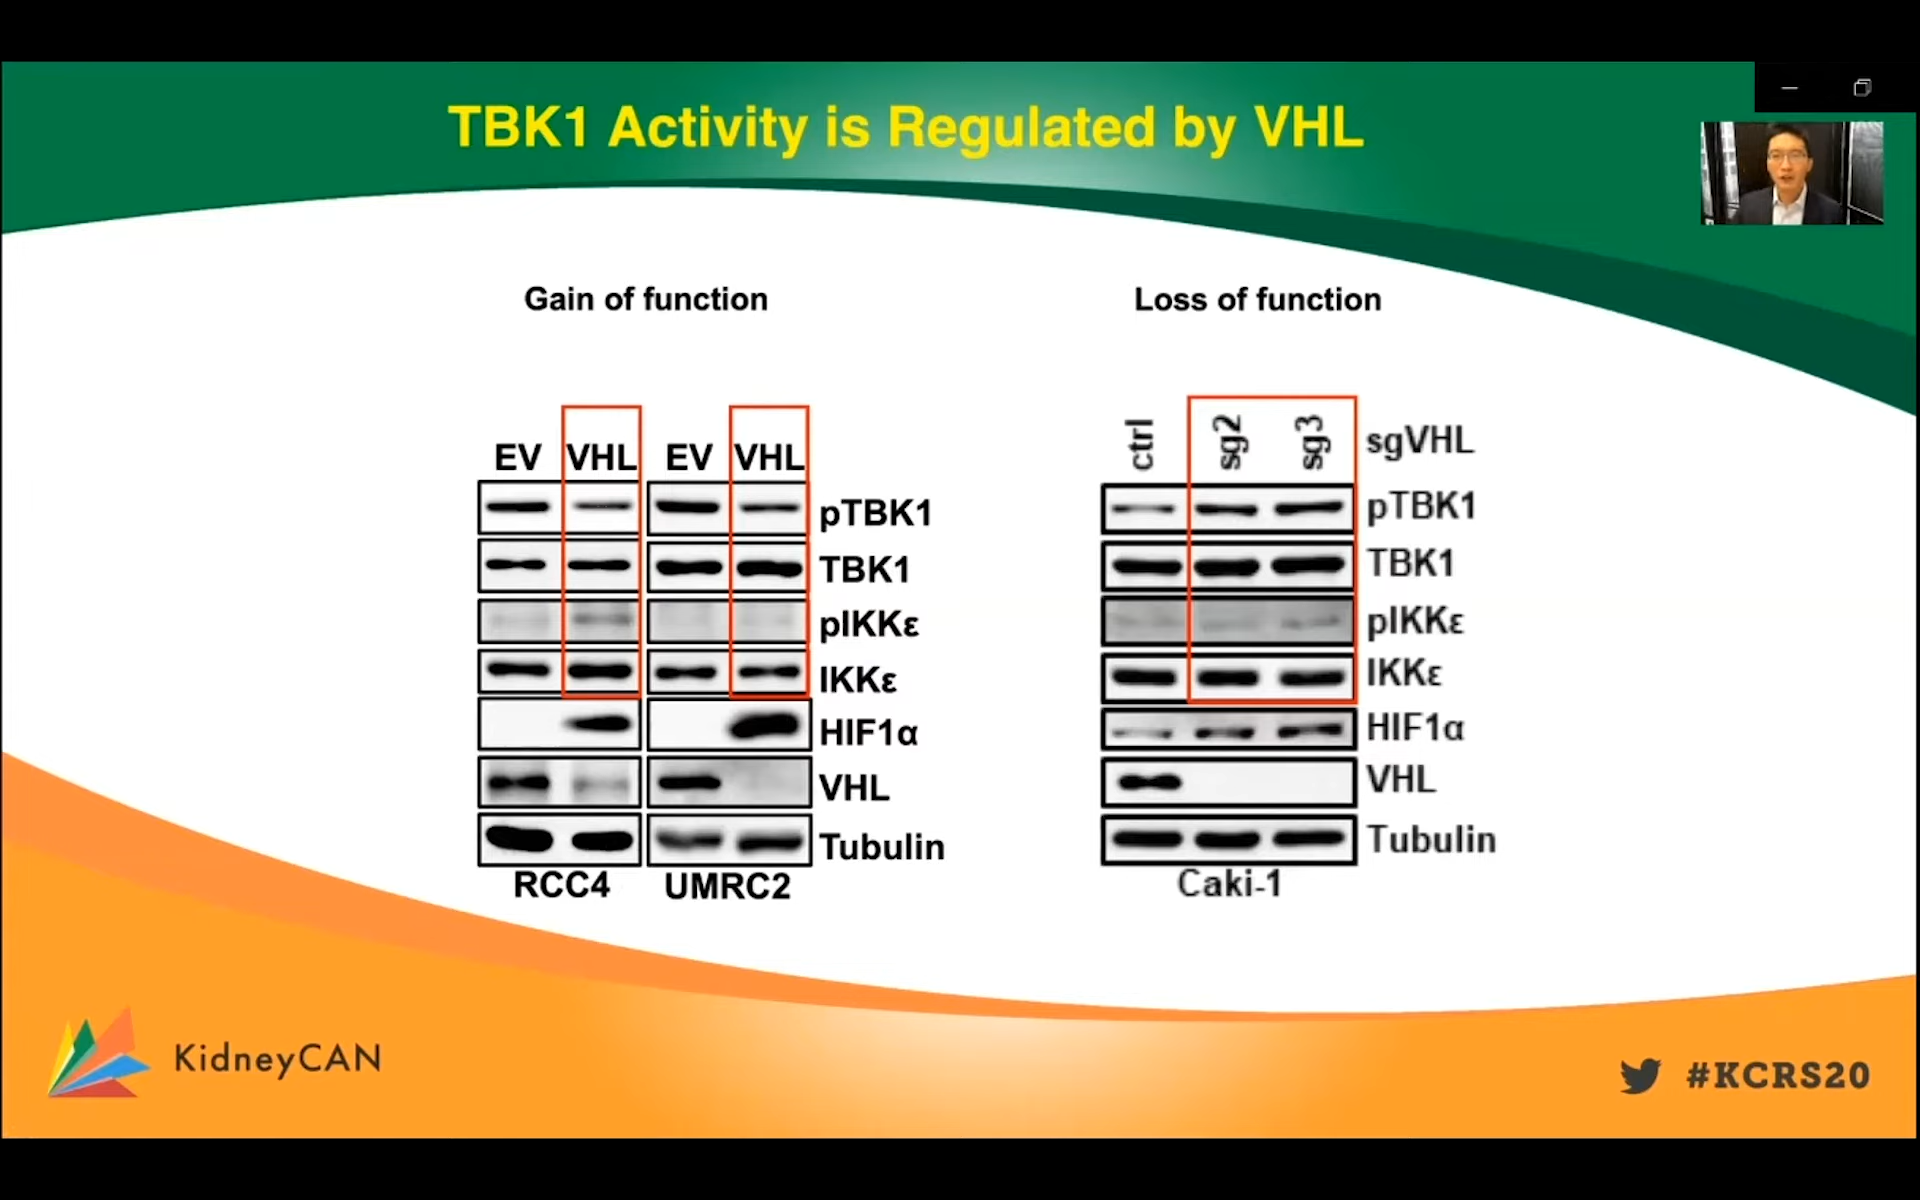 TBK1 Activity is Regulated by VHL
Gain of function
EV VHL EV VHL
pTBK1
TBK1
pIKKε
IKKε
HIF1α
VHL
Tubulin
RCC4 UMRC2
Loss of function
ctrl sg2 sg3 sgVHL
pTBK1
TBK1
pIKKε
IKKε
HIF1α
VHL
Tubulin
Caki-1
KidneyCAN
#KCRS20